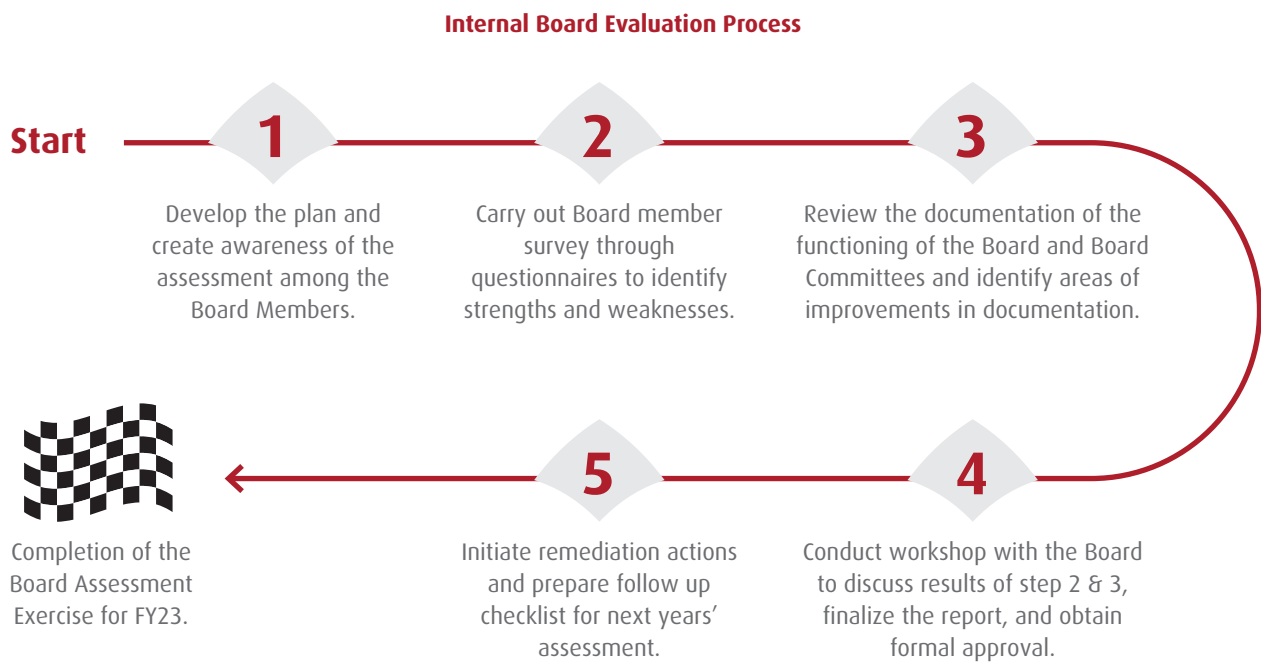 Internal Board Evaluation Process
Start
1
Develop the plan and
create awareness of the
assessment among the
Board Members.
2
Carry out Board member
survey through
questionnaires to identify
strengths and weaknesses.
3
Review the documentation of the
functioning of the Board and Board
Committees and identify areas of
improvements in documentation.
4
Conduct workshop with the Board
to discuss results of step 2 & 3,
finalize the report, and obtain
formal approval.
5
Initiate remediation actions
and prepare follow up
checklist for next years’
assessment.
Completion of the
Board Assessment
Exercise for FY23.